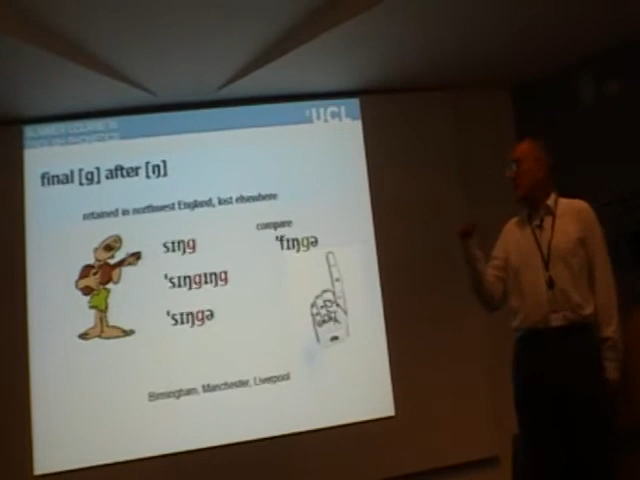 UCL
final [g] after [ŋ]
retained in northwest England, lost elsewhere
compare
sɪŋg
ˈfɪŋgə
ˈsɪŋgɪŋg
ˈsɪŋgə
Birmingham, Manchester, Liverpool